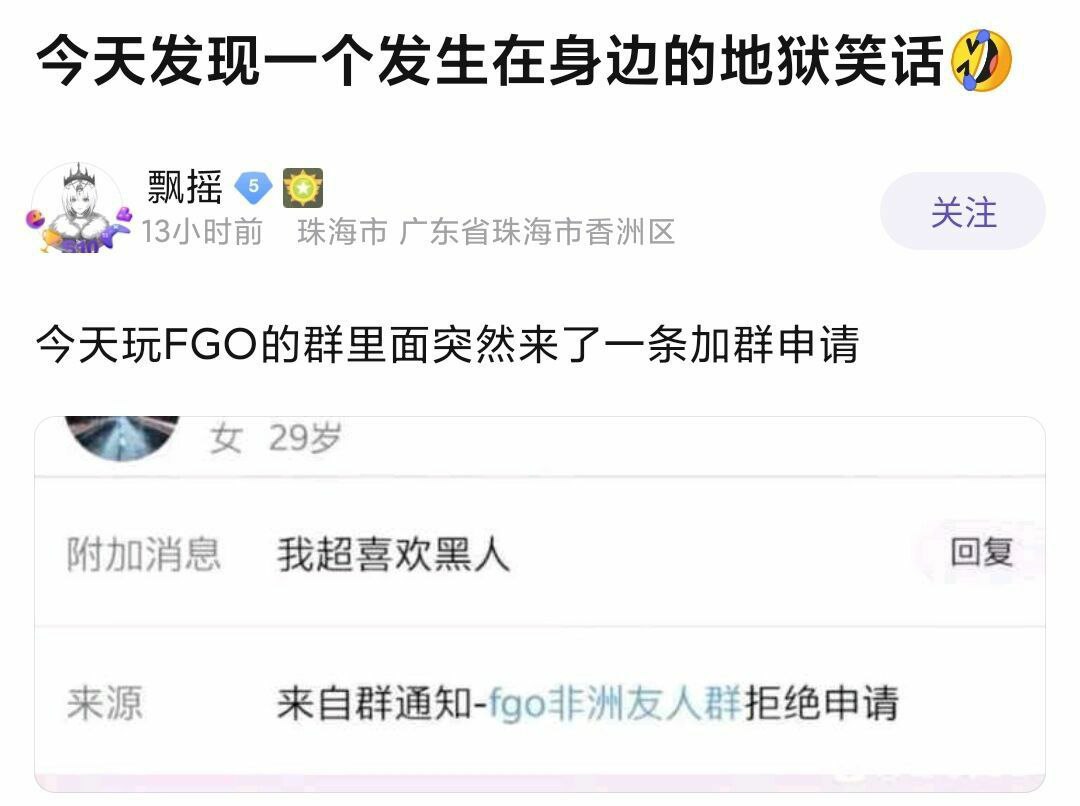 今天发现一个发生在身边的地狱笑话🤣
飘摇 5
13小时前 珠海市 广东省珠海市香洲区
关注
今天玩FGO的群里面突然来了一条加群申请
女 29岁
附加消息 我超喜欢黑人 回复
来源 来自群通知-fgo非洲友人群拒绝申请